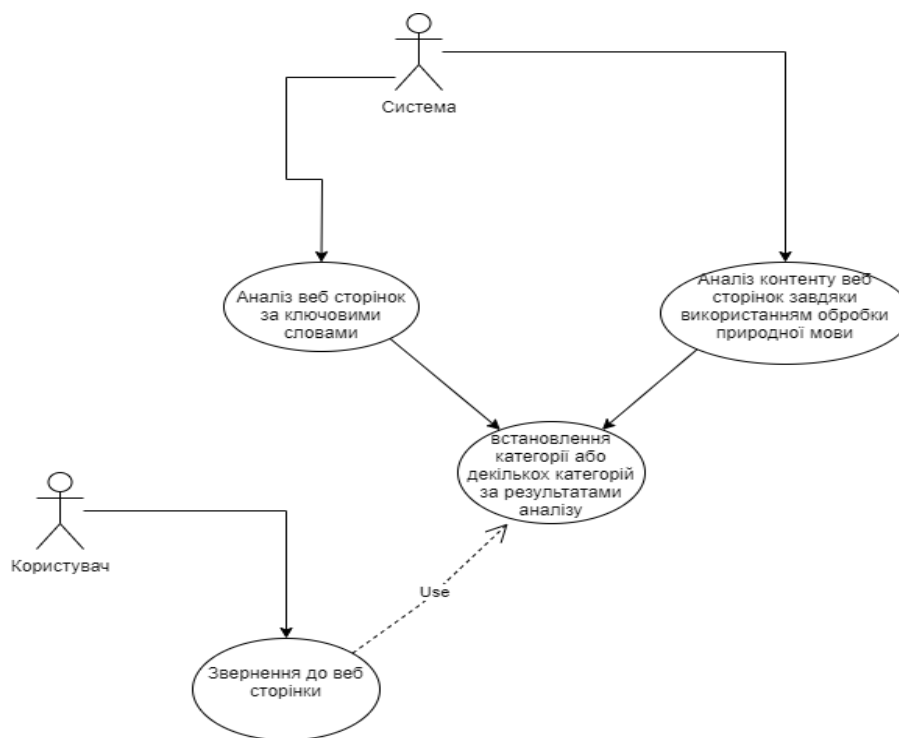 Система
Аналіз веб сторінок
за ключовими
словами
Аналіз контенту веб
сторінок завдяки
використанням обробки
природної мови
встановлення
категорії або
декількох категорій
за результатами
аналізу
Користувач
Use
Звернення до веб
сторінки